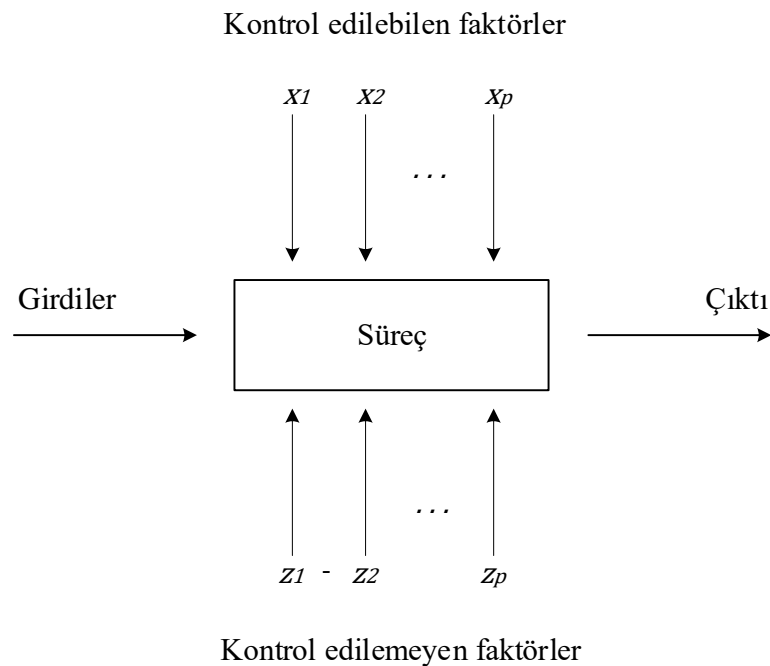 Kontrol edilebilen faktörler
x1 x2 xp
...
Girdiler Süreç Çıktı
...
z1 - z2 zp
Kontrol edilemeyen faktörler